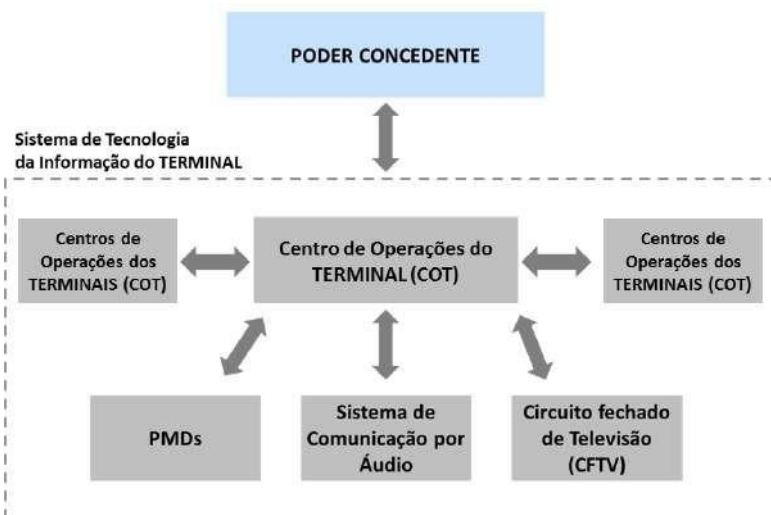 PODER CONCEDENTE
Sistema de Tecnologia
da Informação do TERMINAL
Centros de
Operações dos
TERMINAIS (COT)
Centro de Operações do
TERMINAL (COT)
Centros de
Operações dos
TERMINAIS (COT)
PMDs
Sistema de
Comunicação por
Áudio
Circuito fechado
de Televisão
(CFTV)